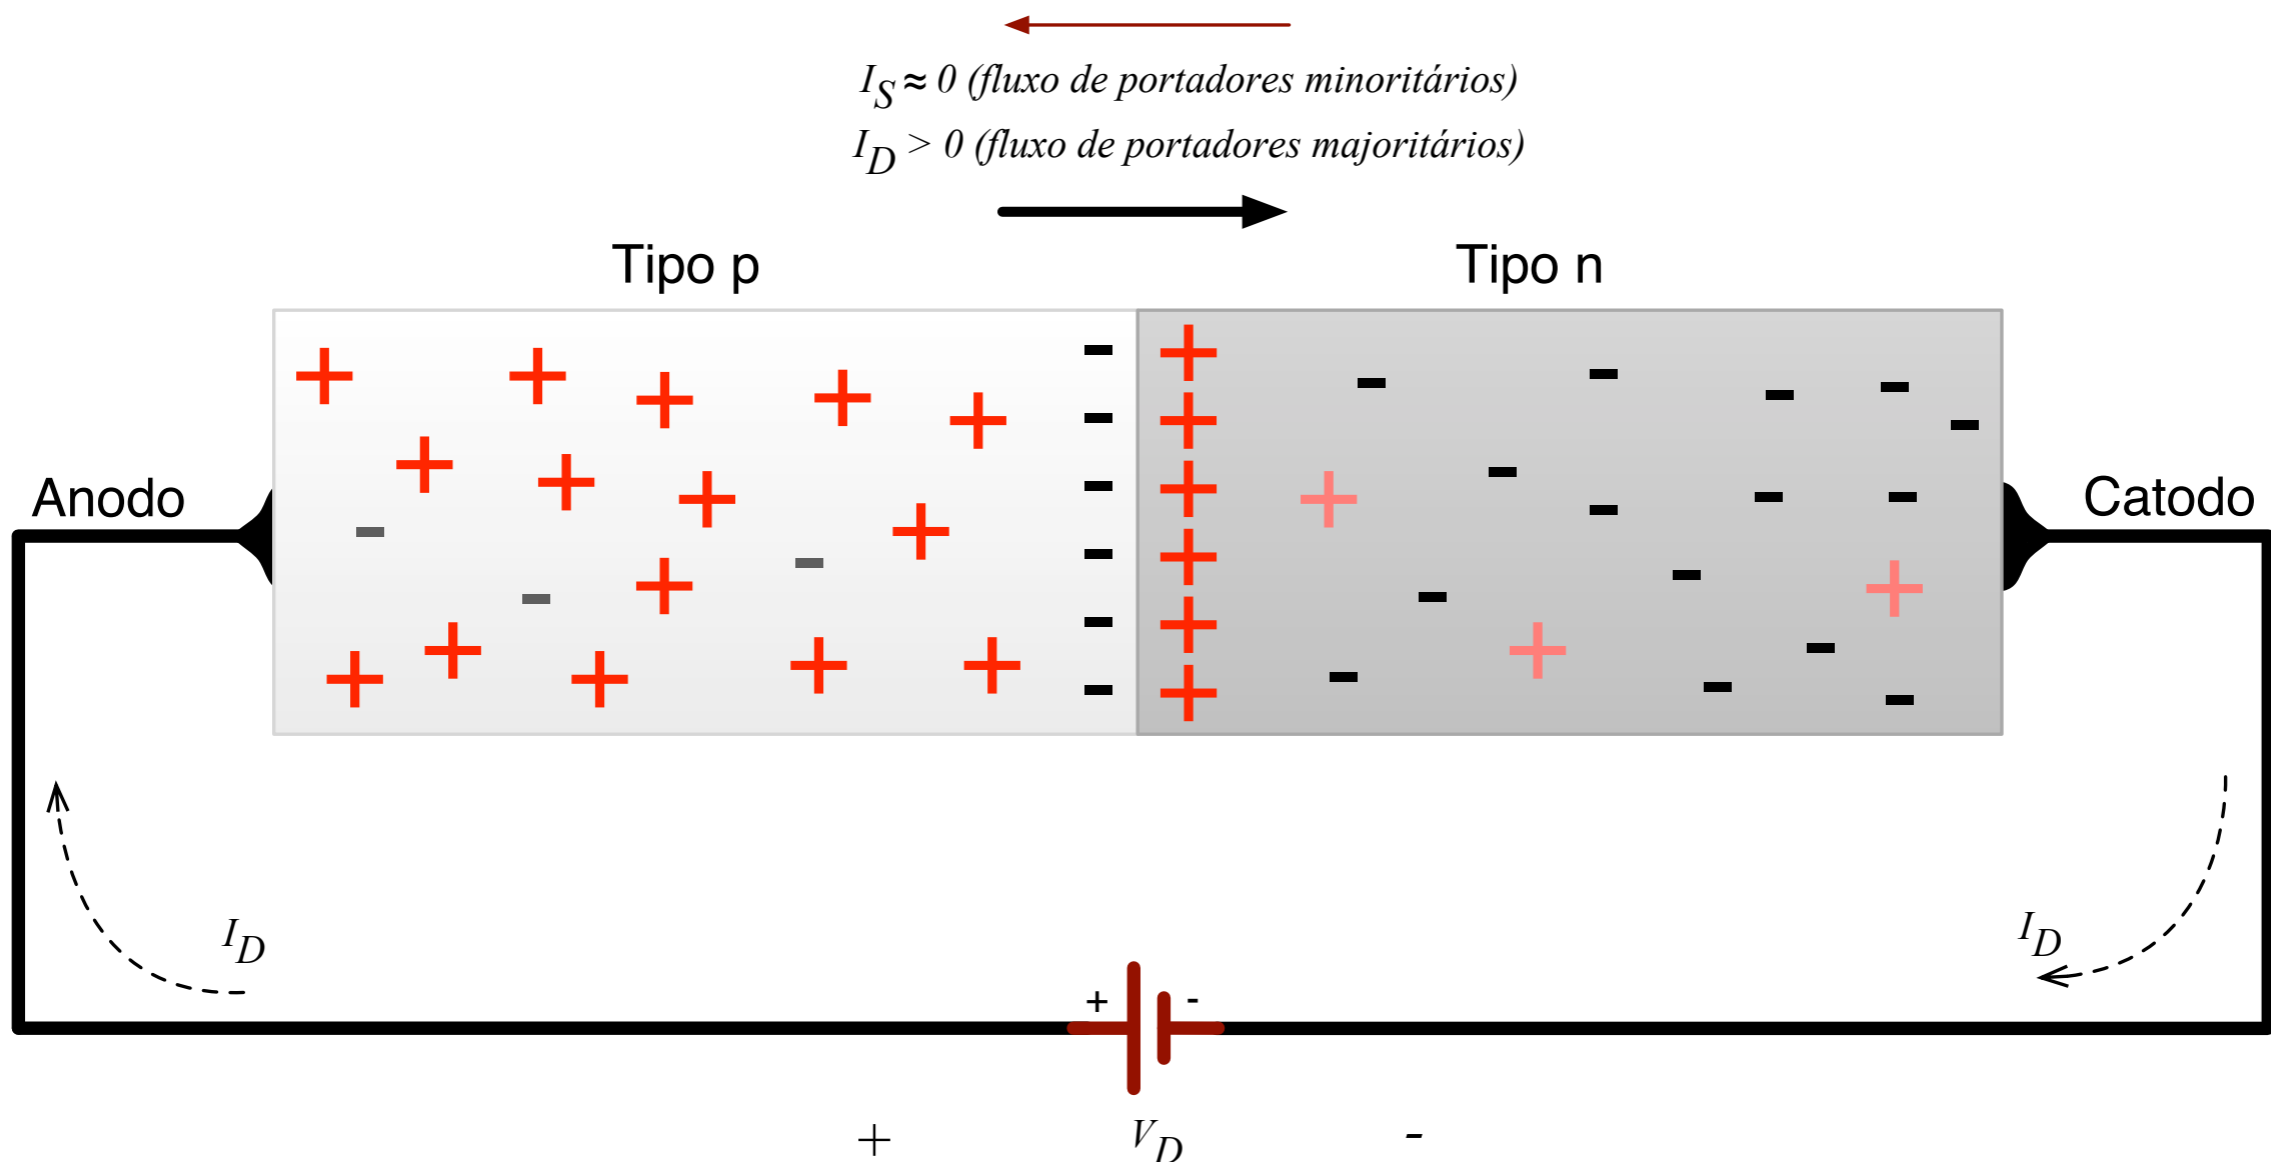 I_S ≈ 0 (fluxo de portadores minoritários)
I_D > 0 (fluxo de portadores majoritários)
Tipo p
Tipo n
Anodo
Catodo
I_D
I_D
+ -
+ V_D -